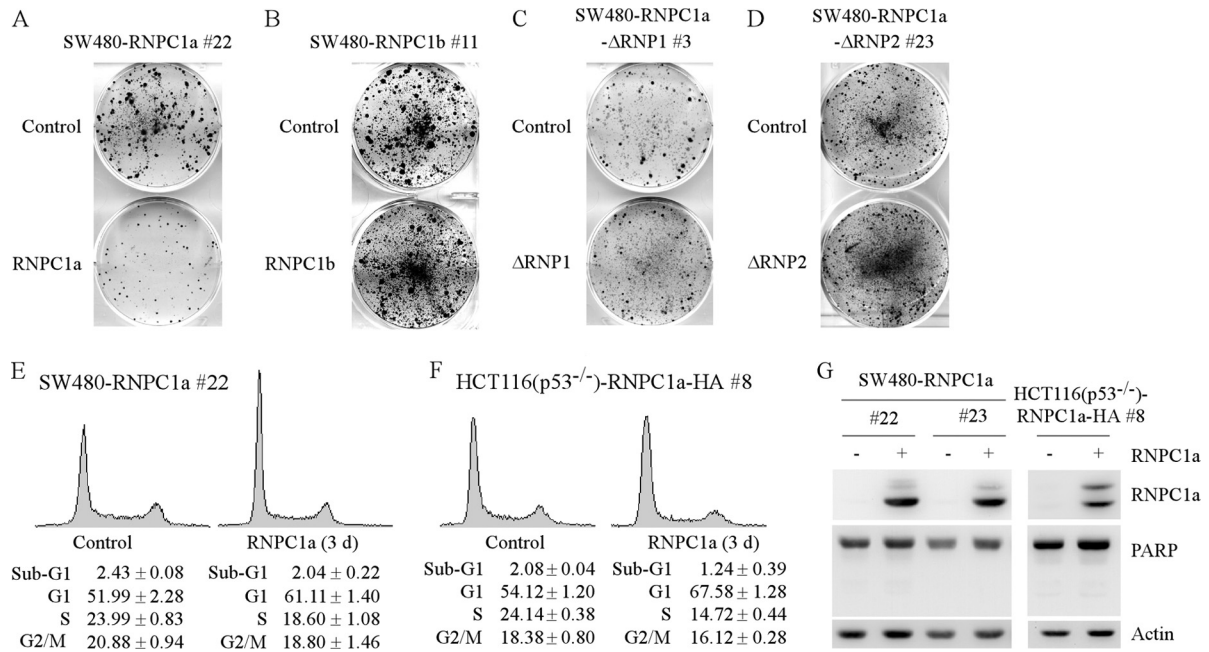 A
SW480-RNPC1a #22
Control
RNPC1a
B
SW480-RNPC1b #11
Control
RNPC1b
C
SW480-RNPC1a
-ΔRNP1 #3
Control
ΔRNP1
D
SW480-RNPC1a
-ΔRNP2 #23
Control
ΔRNP2
E
SW480-RNPC1a #22
Control
Sub-G1 2.43 ± 0.08
G1 51.99 ± 2.28
S 23.99 ± 0.83
G2/M 20.88 ± 0.94
RNPC1a (3 d)
Sub-G1 2.04 ± 0.22
G1 61.11 ± 1.40
S 18.60 ± 1.08
G2/M 18.80 ± 1.46
F
HCT116(p53-/-)-RNPC1a-HA #8
Control
Sub-G1 2.08 ± 0.04
G1 54.12 ± 1.20
S 24.14 ± 0.38
G2/M 18.38 ± 0.80
RNPC1a (3 d)
Sub-G1 1.24 ± 0.39
G1 67.58 ± 1.28
S 14.72 ± 0.44
G2/M 16.12 ± 0.28
G
SW480-RNPC1a
#22 #23
HCT116(p53-/-)-
RNPC1a-HA #8
- + - + - + RNPC1a
RNPC1a
PARP
Actin